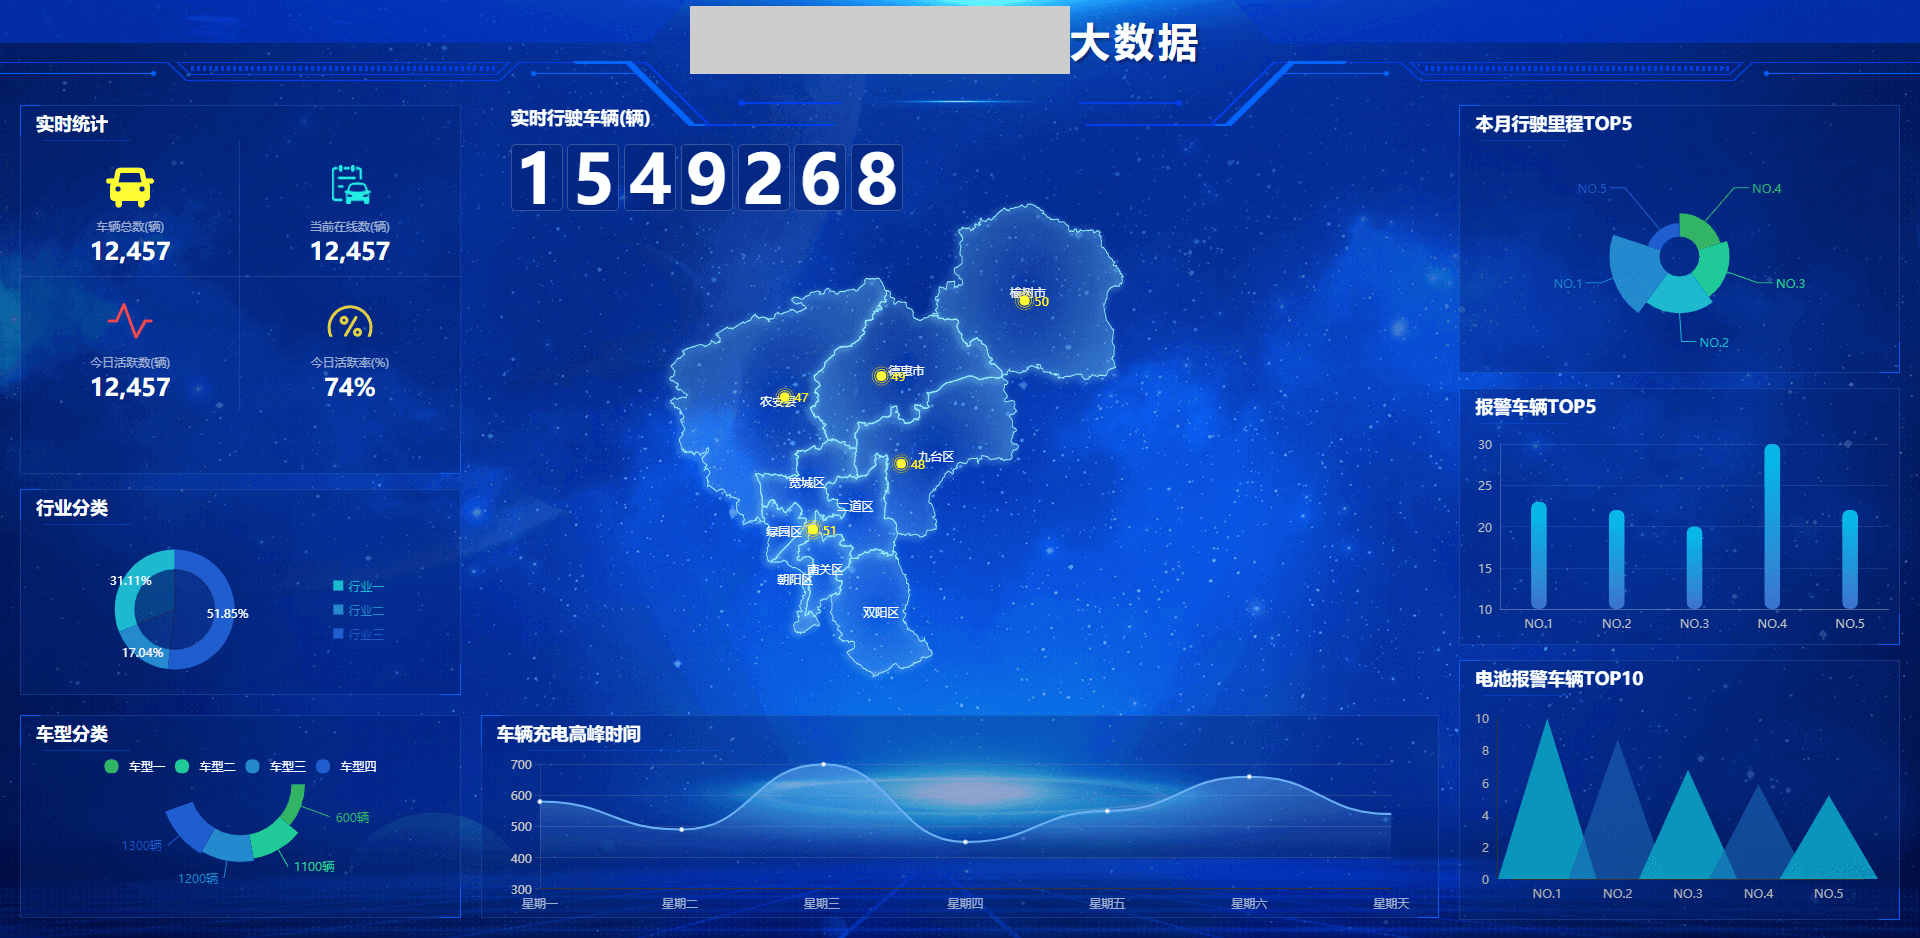 大数据
实时统计
车辆总数(辆)
12,457
当前在线数(辆)
12,457
今日活跃数(辆)
12,457
今日活跃率(%)
74%
行业分类
31.11%
51.85%
17.04%
行业一
行业二
行业三
车型分类
车型一 车型二 车型三 车型四
600辆
1300辆
1100辆
1200辆
实时行驶车辆(辆)
1549268
榆树市
50
德惠市
49
农安县
47
九台区
48
宽城区
二道区
绿园区
51
南关区
朝阳区
双阳区
车辆充电高峰时间
700
600
500
400
300
星期一 星期二 星期三 星期四 星期五 星期六 星期天
本月行驶里程TOP5
NO.5
NO.4
NO.1
NO.3
NO.2
报警车辆TOP5
30
25
20
15
10
NO.1 NO.2 NO.3 NO.4 NO.5
电池报警车辆TOP10
10
8
6
4
2
0
NO.1 NO.2 NO.3 NO.4 NO.5